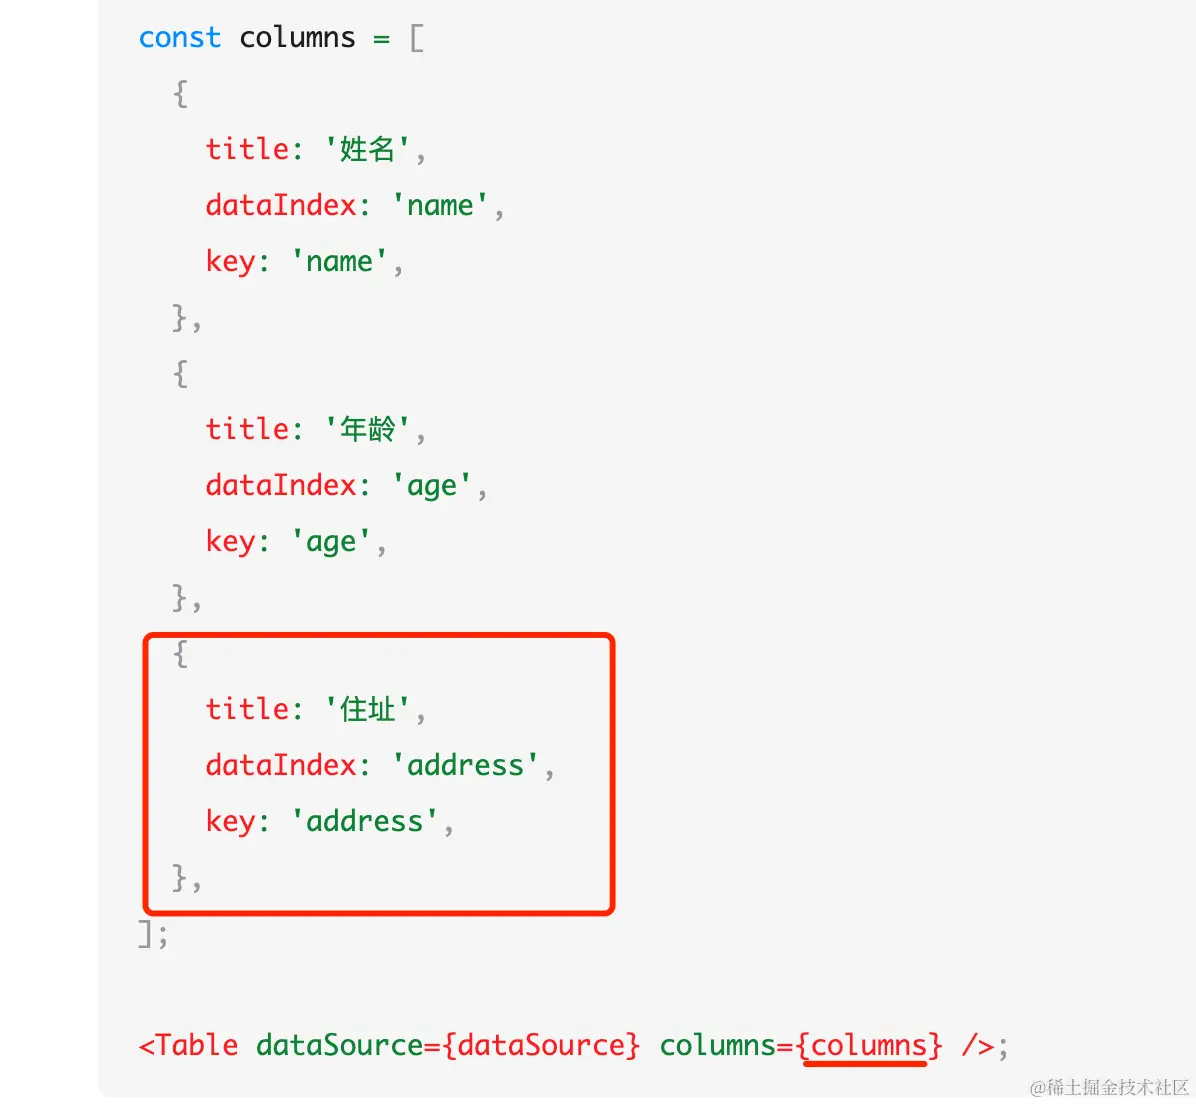 const columns = [
{
title: '姓名',
dataIndex: 'name',
key: 'name',
},
{
title: '年龄',
dataIndex: 'age',
key: 'age',
},
{
title: '住址',
dataIndex: 'address',
key: 'address',
},
];
<Table dataSource={dataSource} columns={columns} />;
@稀土掘金技术社区